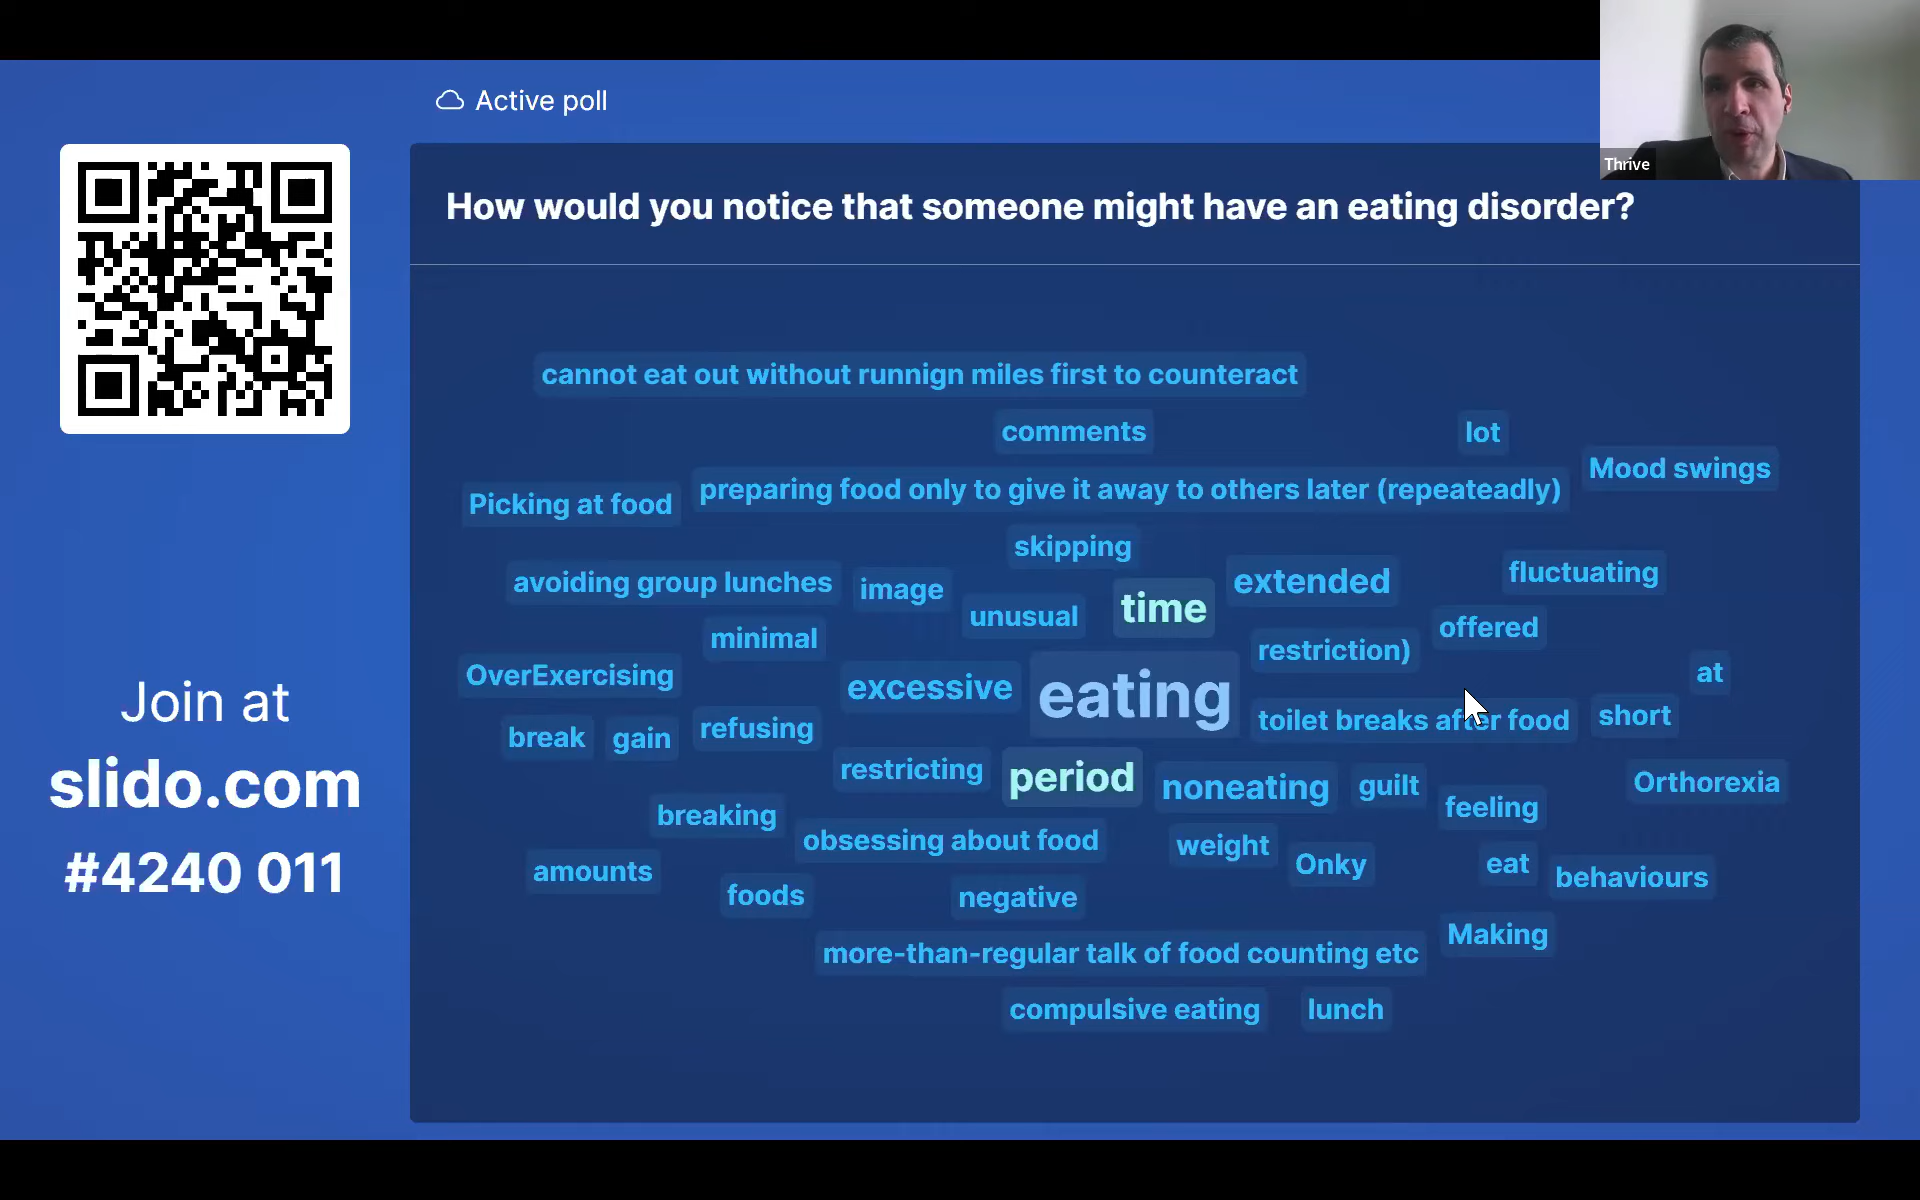 Active poll
Thrive
How would you notice that someone might have an eating disorder?
cannot eat out without runnign miles first to counteract
comments
lot
Mood swings
Picking at food
preparing food only to give it away to others later (repeateadly)
skipping
avoiding group lunches
image
unusual
time
extended
fluctuating
minimal
offered
restriction)
OverExercising
excessive
eating
at
break
gain
refusing
toilet breaks after food
short
restricting
period
noneating
guilt
Orthorexia
feeling
breaking
obsessing about food
weight
Onky
eat
behaviours
amounts
foods
negative
Making
more-than-regular talk of food counting etc
compulsive eating
lunch
Join at
slido.com
#4240 011